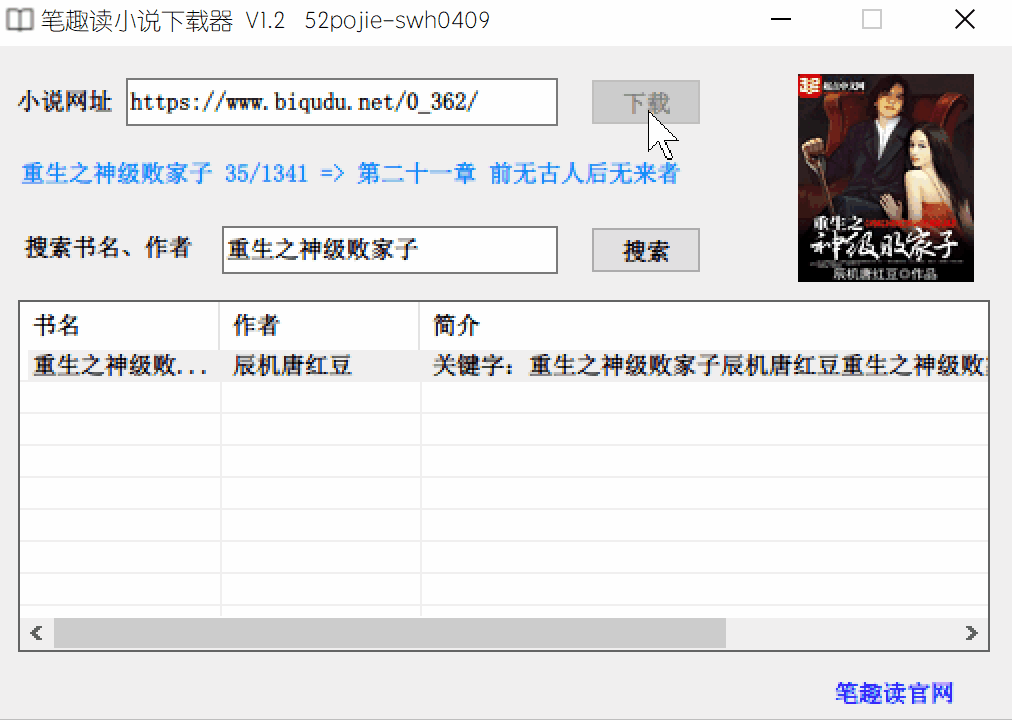 笔趣读小说下载器 V1.2 52pojie-swh0409
小说网址 https://www.biqudu.net/0_362/ 下载
重生之神级败家子 35/1341 => 第二十一章 前无古人后无来者
搜索书名、作者 重生之神级败家子 搜索
起点中文网
重生之
神级败家子
辰机唐红豆◎作品
书名 作者 简介
重生之神级败... 辰机唐红豆 关键字：重生之神级败家子辰机唐红豆重生之神级败
笔趣读官网